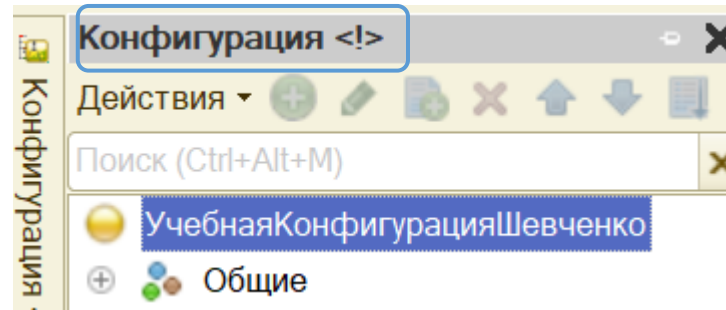 Конфигурация <!>
Конфигурация
Действия
Поиск (Ctrl+Alt+M)
УчебнаяКонфигурацияШевченко
Общие